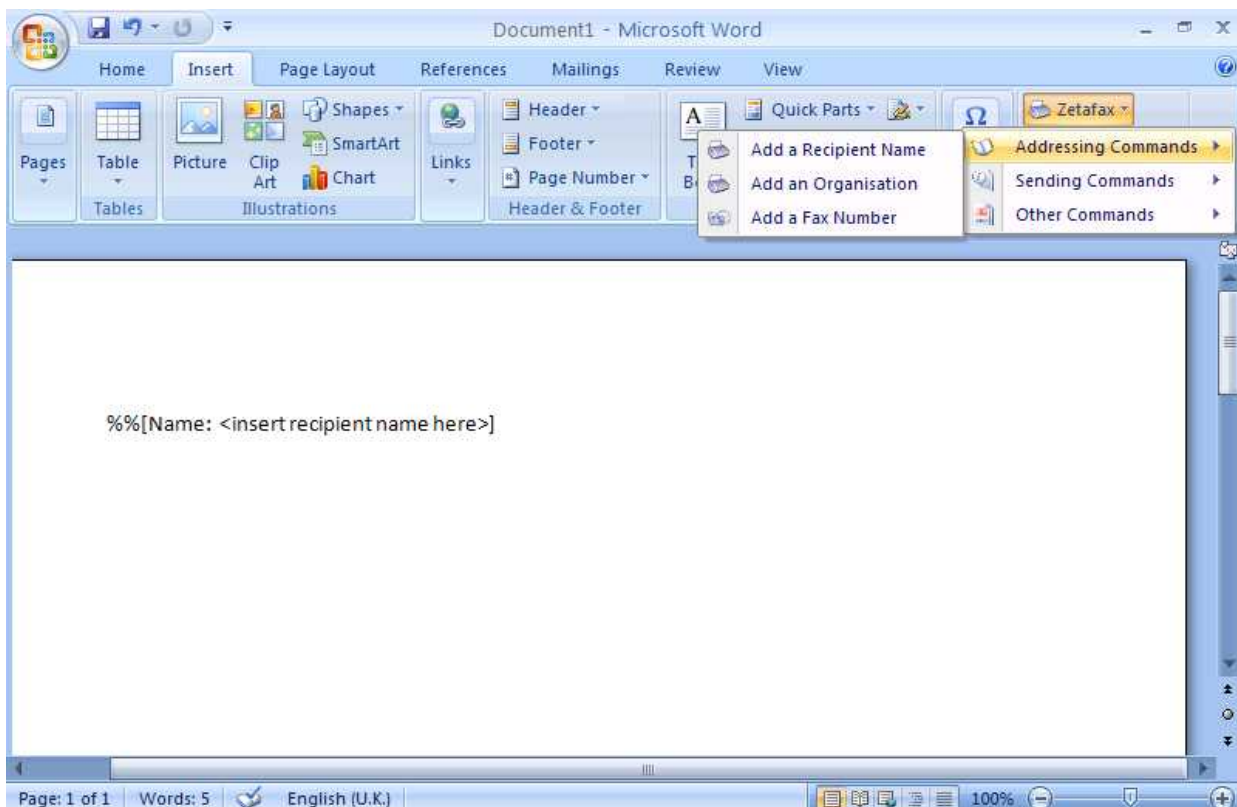 Document1 - Microsoft Word
Home Insert Page Layout References Mailings Review View
Pages
Table
Tables
Picture
Clip Art
Shapes
SmartArt
Chart
Illustrations
Links
Header
Footer
Page Number
Header & Footer
A
Quick Parts
Ω
Zetafax
Add a Recipient Name
Add an Organisation
Add a Fax Number
Addressing Commands
Sending Commands
Other Commands
%%[Name: <insert recipient name here>]
Page: 1 of 1 Words: 5 English (U.K.) 100%